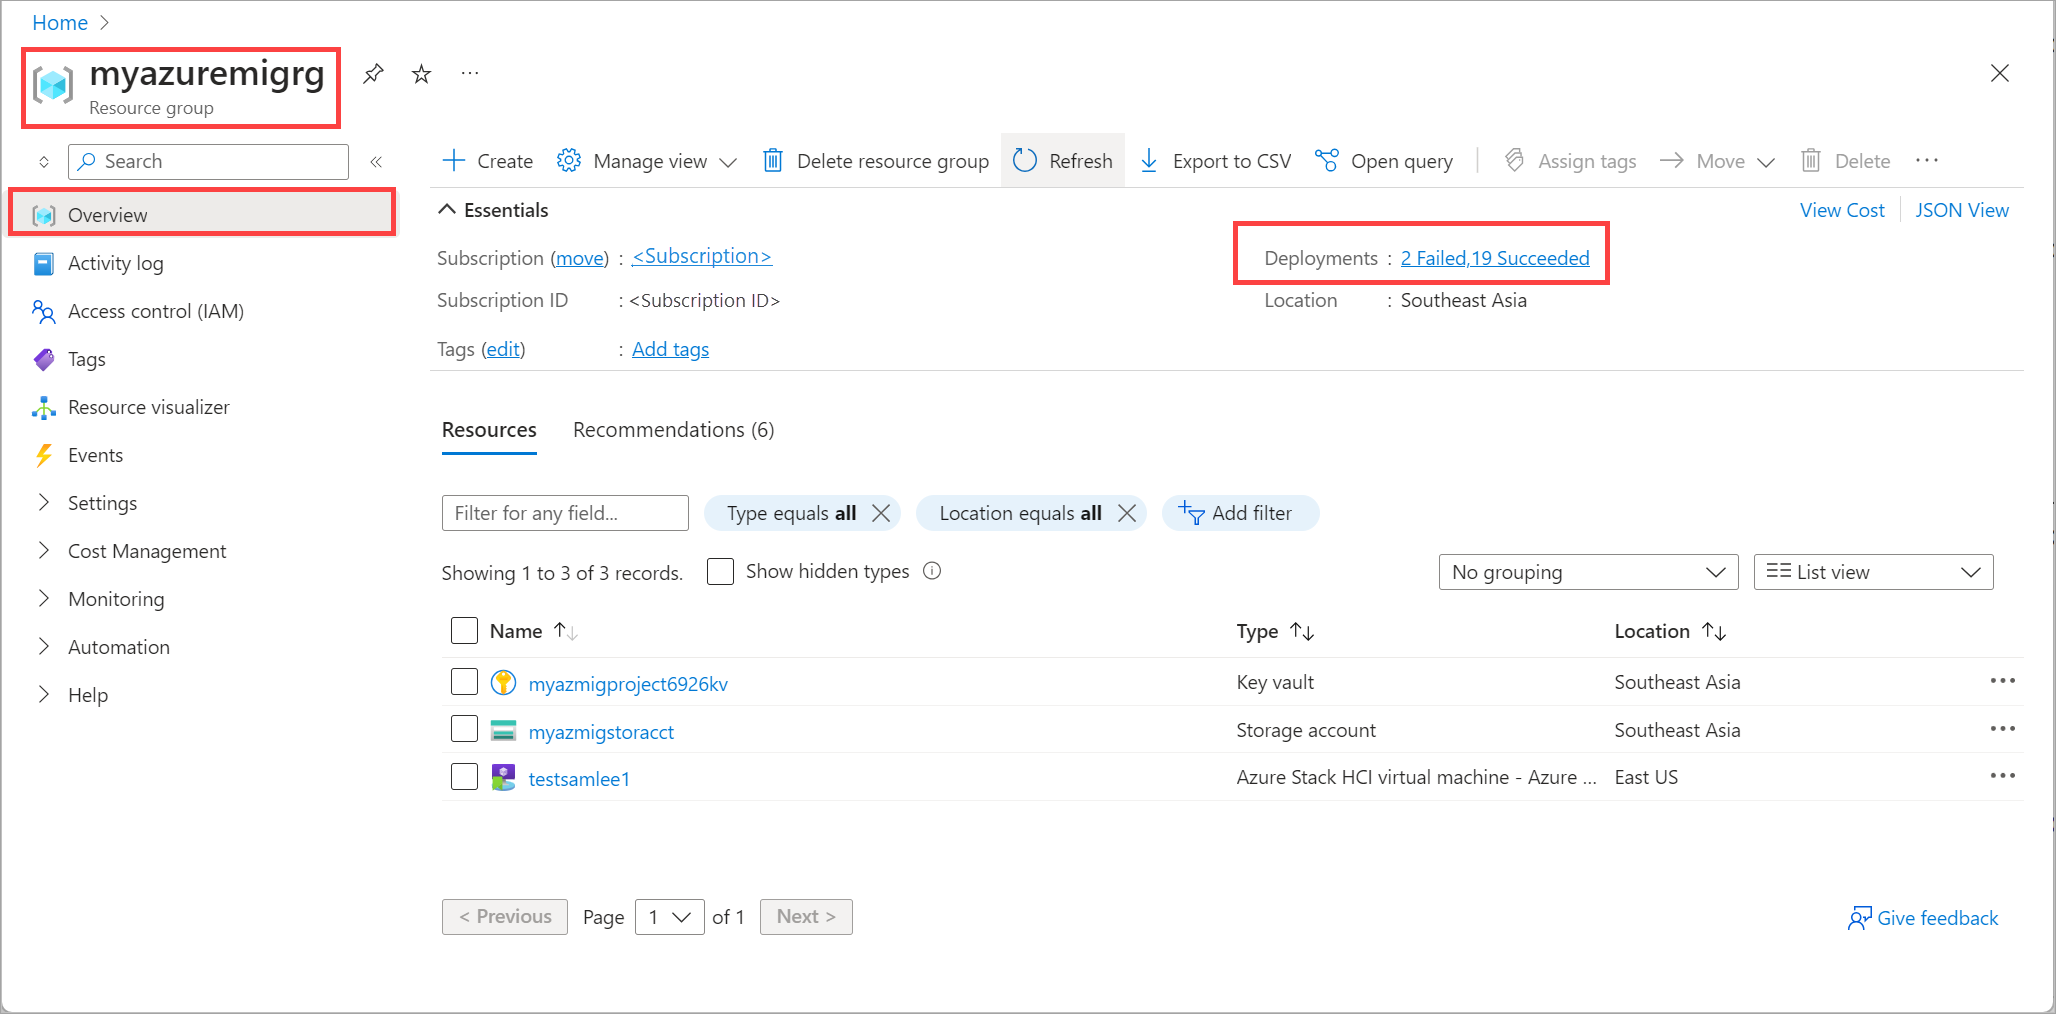 Home
myazuremigrg
Resource group
Search
Create Manage view Delete resource group Refresh Export to CSV Open query Assign tags Move Delete
Overview
Activity log
Access control (IAM)
Tags
Resource visualizer
Events
Settings
Cost Management
Monitoring
Automation
Help
Essentials
View Cost JSON View
Subscription (move) : <Subscription>
Deployments : 2 Failed,19 Succeeded
Subscription ID : <Subscription ID>
Location : Southeast Asia
Tags (edit) : Add tags
Resources Recommendations (6)
Filter for any field... Type equals all Location equals all Add filter
Showing 1 to 3 of 3 records. Show hidden types No grouping List view
Name Type Location
myazmigproject6926kv Key vault Southeast Asia
myazmigstoracct Storage account Southeast Asia
testsamlee1 Azure Stack HCI virtual machine - Azure ... East US
< Previous Page 1 of 1 Next >
Give feedback